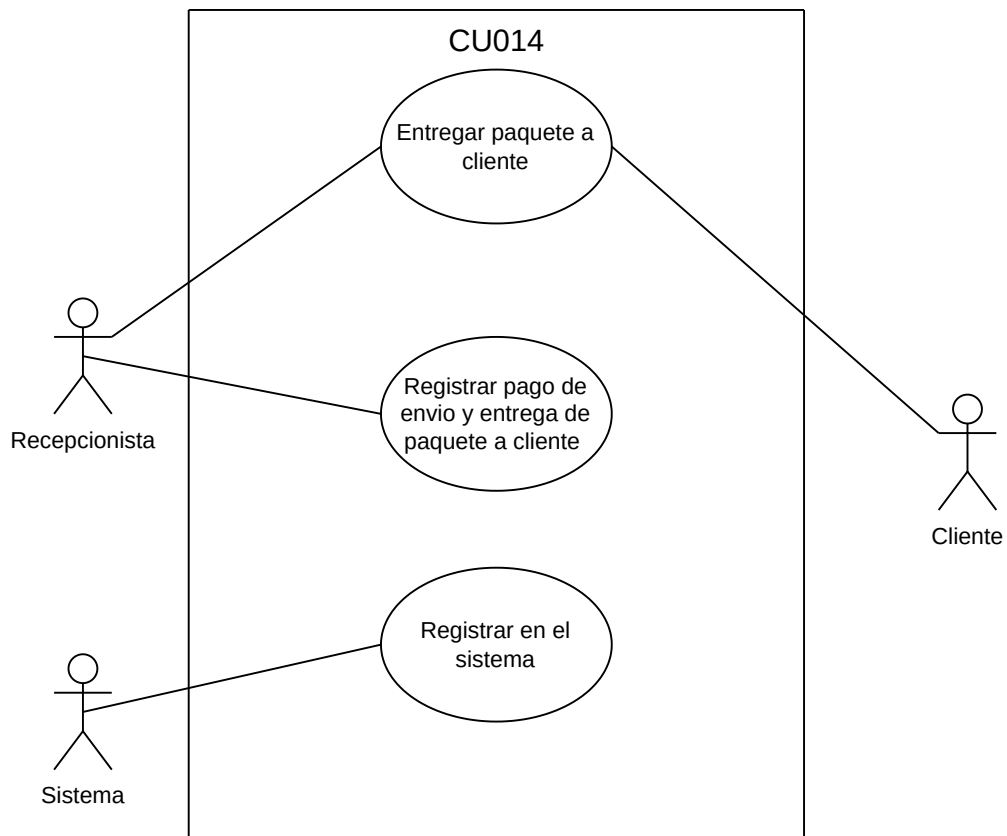 CU014
Entregar paquete a
cliente
Recepcionista
Registrar pago de
envio y entrega de
paquete a cliente
Cliente
Registrar en el
sistema
Sistema